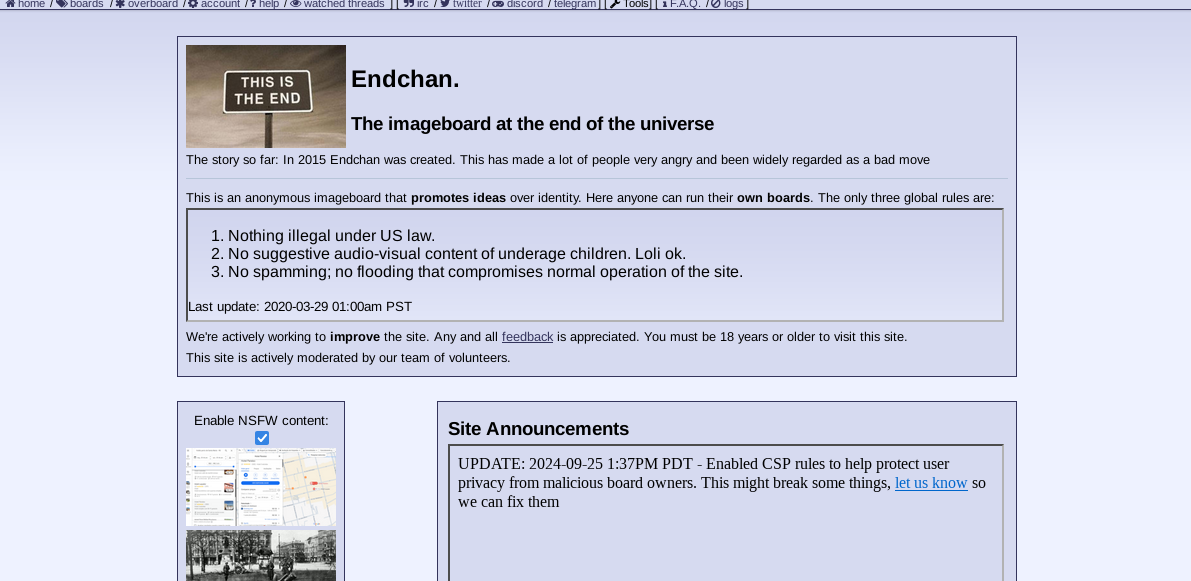 home / boards / overboard / account / help / watched threads ] [ irc / twitter / discord / telegram ] [ Tools] [ F.A.Q. / logs ]
THIS IS
THE END
Endchan.
The imageboard at the end of the universe
The story so far: In 2015 Endchan was created. This has made a lot of people very angry and been widely regarded as a bad move
This is an anonymous imageboard that promotes ideas over identity. Here anyone can run their own boards. The only three global rules are:
1. Nothing illegal under US law.
2. No suggestive audio-visual content of underage children. Loli ok.
3. No spamming; no flooding that compromises normal operation of the site.
Last update: 2020-03-29 01:00am PST
We're actively working to improve the site. Any and all feedback is appreciated. You must be 18 years or older to visit this site.
This site is actively moderated by our team of volunteers.
Enable NSFW content:
Site Announcements
UPDATE: 2024-09-25 1:37PM PDT - Enabled CSP rules to help protect user
privacy from malicious board owners. This might break some things, let us know so
we can fix them